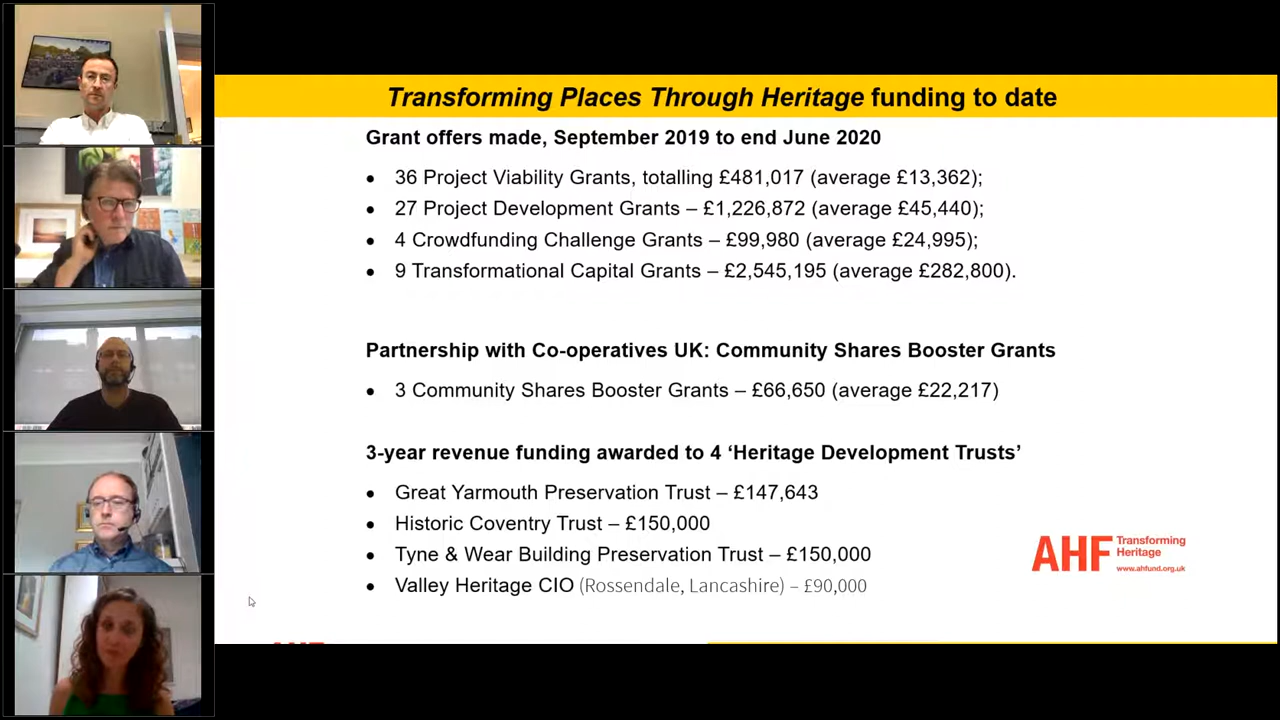 Transforming Places Through Heritage funding to date
Grant offers made, September 2019 to end June 2020
• 36 Project Viability Grants, totalling £481,017 (average £13,362);
• 27 Project Development Grants – £1,226,872 (average £45,440);
• 4 Crowdfunding Challenge Grants – £99,980 (average £24,995);
• 9 Transformational Capital Grants – £2,545,195 (average £282,800).
Partnership with Co-operatives UK: Community Shares Booster Grants
• 3 Community Shares Booster Grants – £66,650 (average £22,217)
3-year revenue funding awarded to 4 ‘Heritage Development Trusts’
• Great Yarmouth Preservation Trust – £147,643
• Historic Coventry Trust – £150,000
• Tyne & Wear Building Preservation Trust – £150,000
• Valley Heritage CIO (Rossendale, Lancashire) – £90,000
AHF Transforming
Heritage
www.ahfund.org.uk